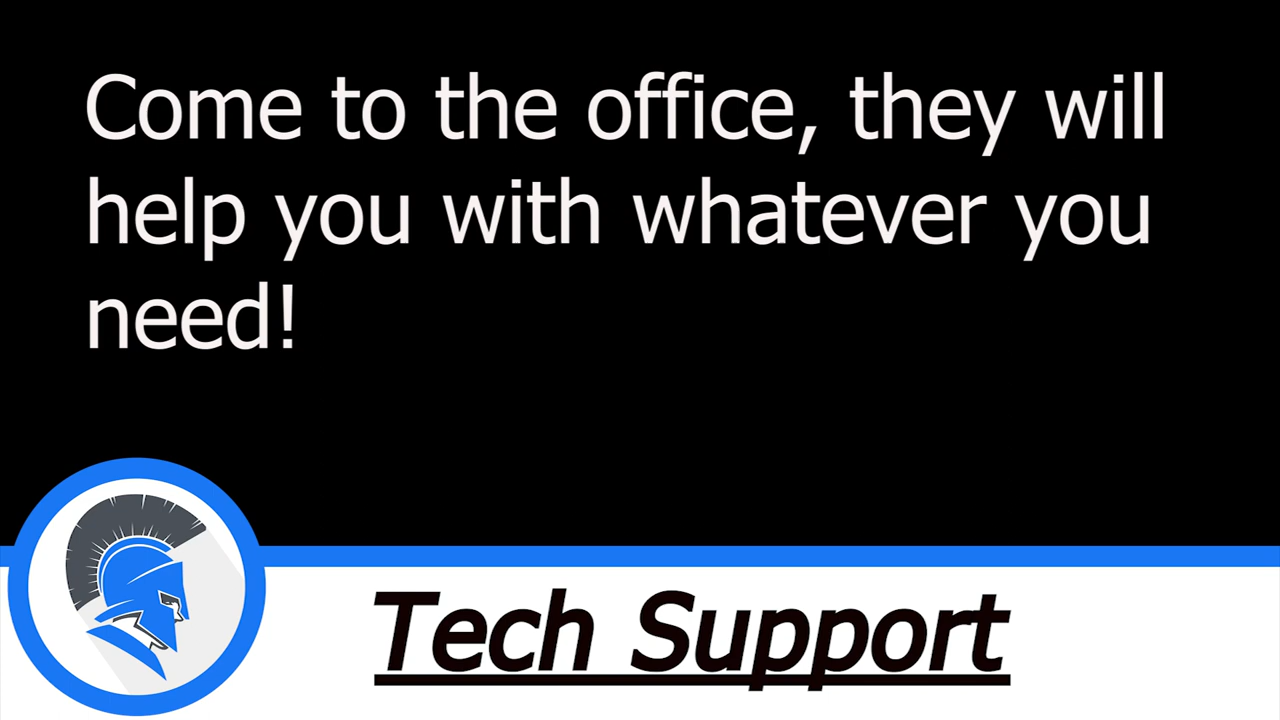 Come to the office, they will
help you with whatever you
need!
Tech Support